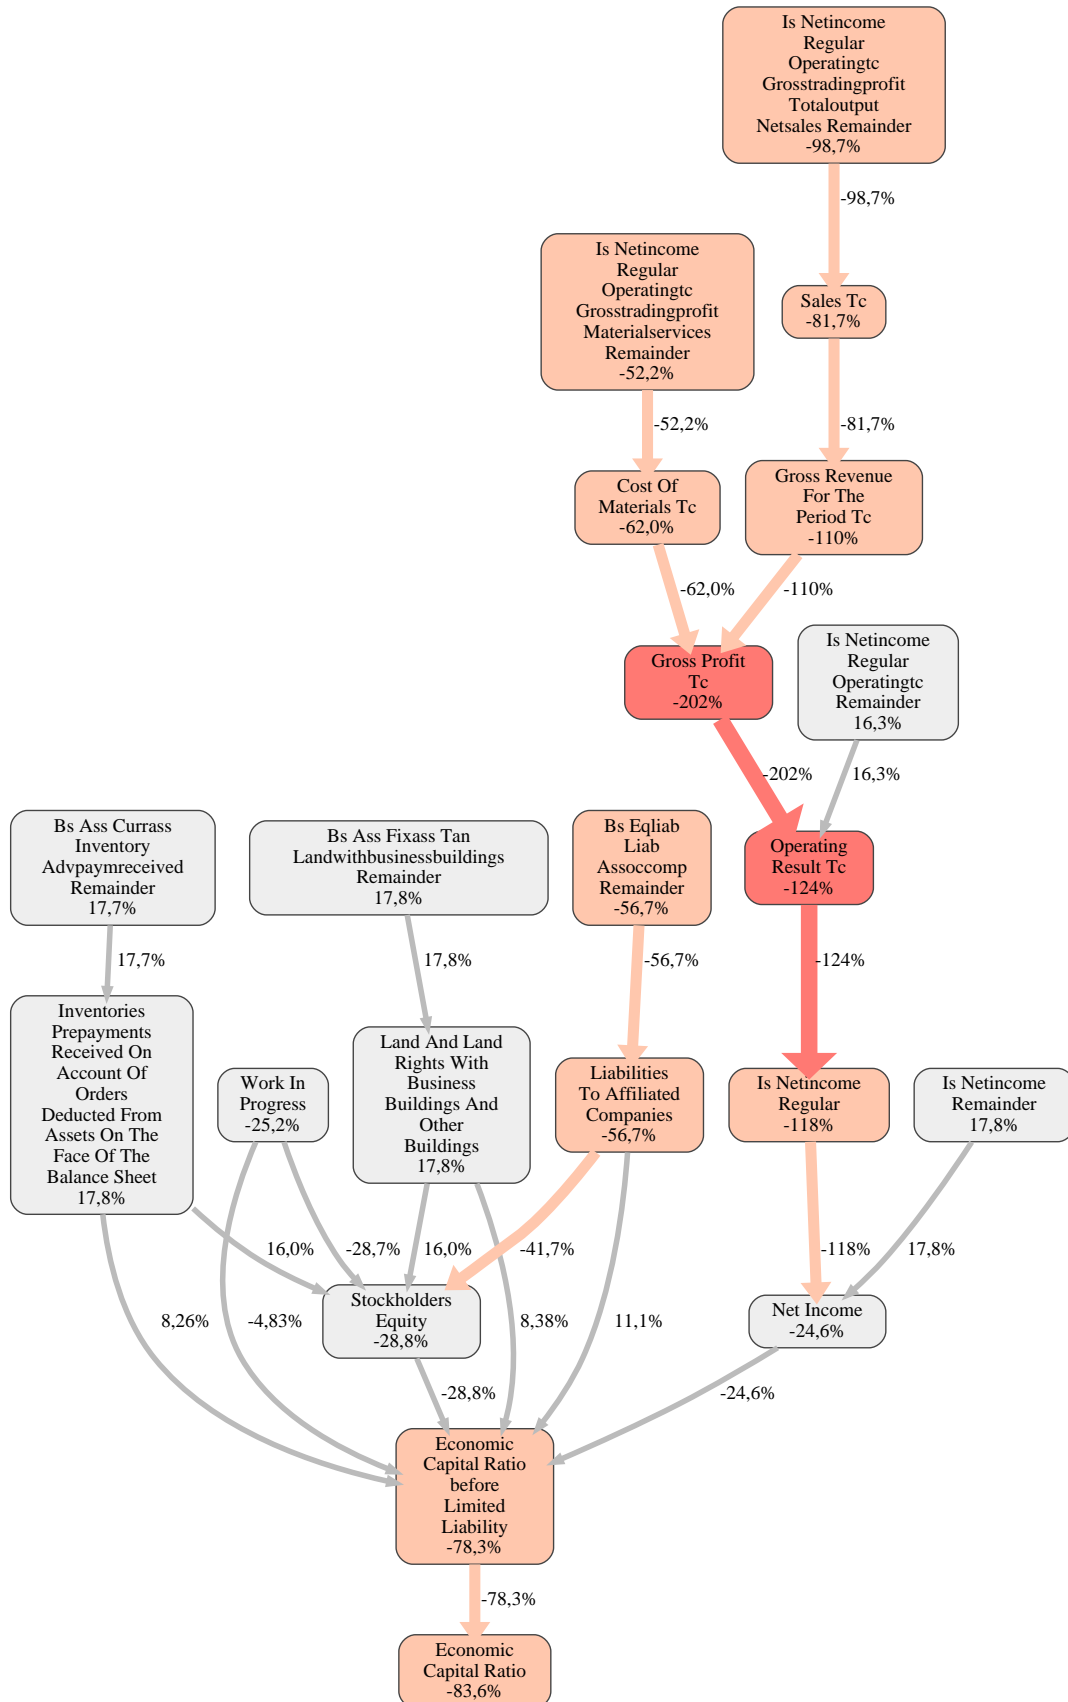 Is Netincome
Regular
Operatingtc
Grosstradingprofit
Totaloutput
Netsales Remainder
-98,7%
-98,7%
Is Netincome
Regular
Operatingtc
Grosstradingprofit
Materialservices
Remainder
-52,2%
Sales Tc
-81,7%
-52,2%
-81,7%
Cost Of
Materials Tc
-62,0%
Gross Revenue
For The
Period Tc
-110%
-62,0%
-110%
Gross Profit
Tc
-202%
Is Netincome
Regular
Operatingtc
Remainder
16,3%
-202%
16,3%
Bs Ass Currass
Inventory
Advpaymreceived
Remainder
17,7%
Bs Ass Fixass Tan
Landwithbusinessbuildings
Remainder
17,8%
Bs Eqliab
Liab
Assoccomp
Remainder
-56,7%
Operating
Result Tc
-124%
17,7%
17,8%
-56,7%
-124%
Inventories
Prepayments
Received On
Account Of
Orders
Deducted From
Assets On The
Face Of The
Balance Sheet
17,8%
Work In
Progress
-25,2%
Land And Land
Rights With
Business
Buildings And
Other
Buildings
17,8%
Liabilities
To Affiliated
Companies
-56,7%
Is Netincome
Regular
-118%
Is Netincome
Remainder
17,8%
16,0%
-28,7%
16,0%
-41,7%
-118%
17,8%
Stockholders
Equity
-28,8%
Net Income
-24,6%
8,26%
-4,83%
8,38%
11,1%
-28,8%
-24,6%
Economic
Capital Ratio
before
Limited
Liability
-78,3%
-78,3%
Economic
Capital Ratio
-83,6%